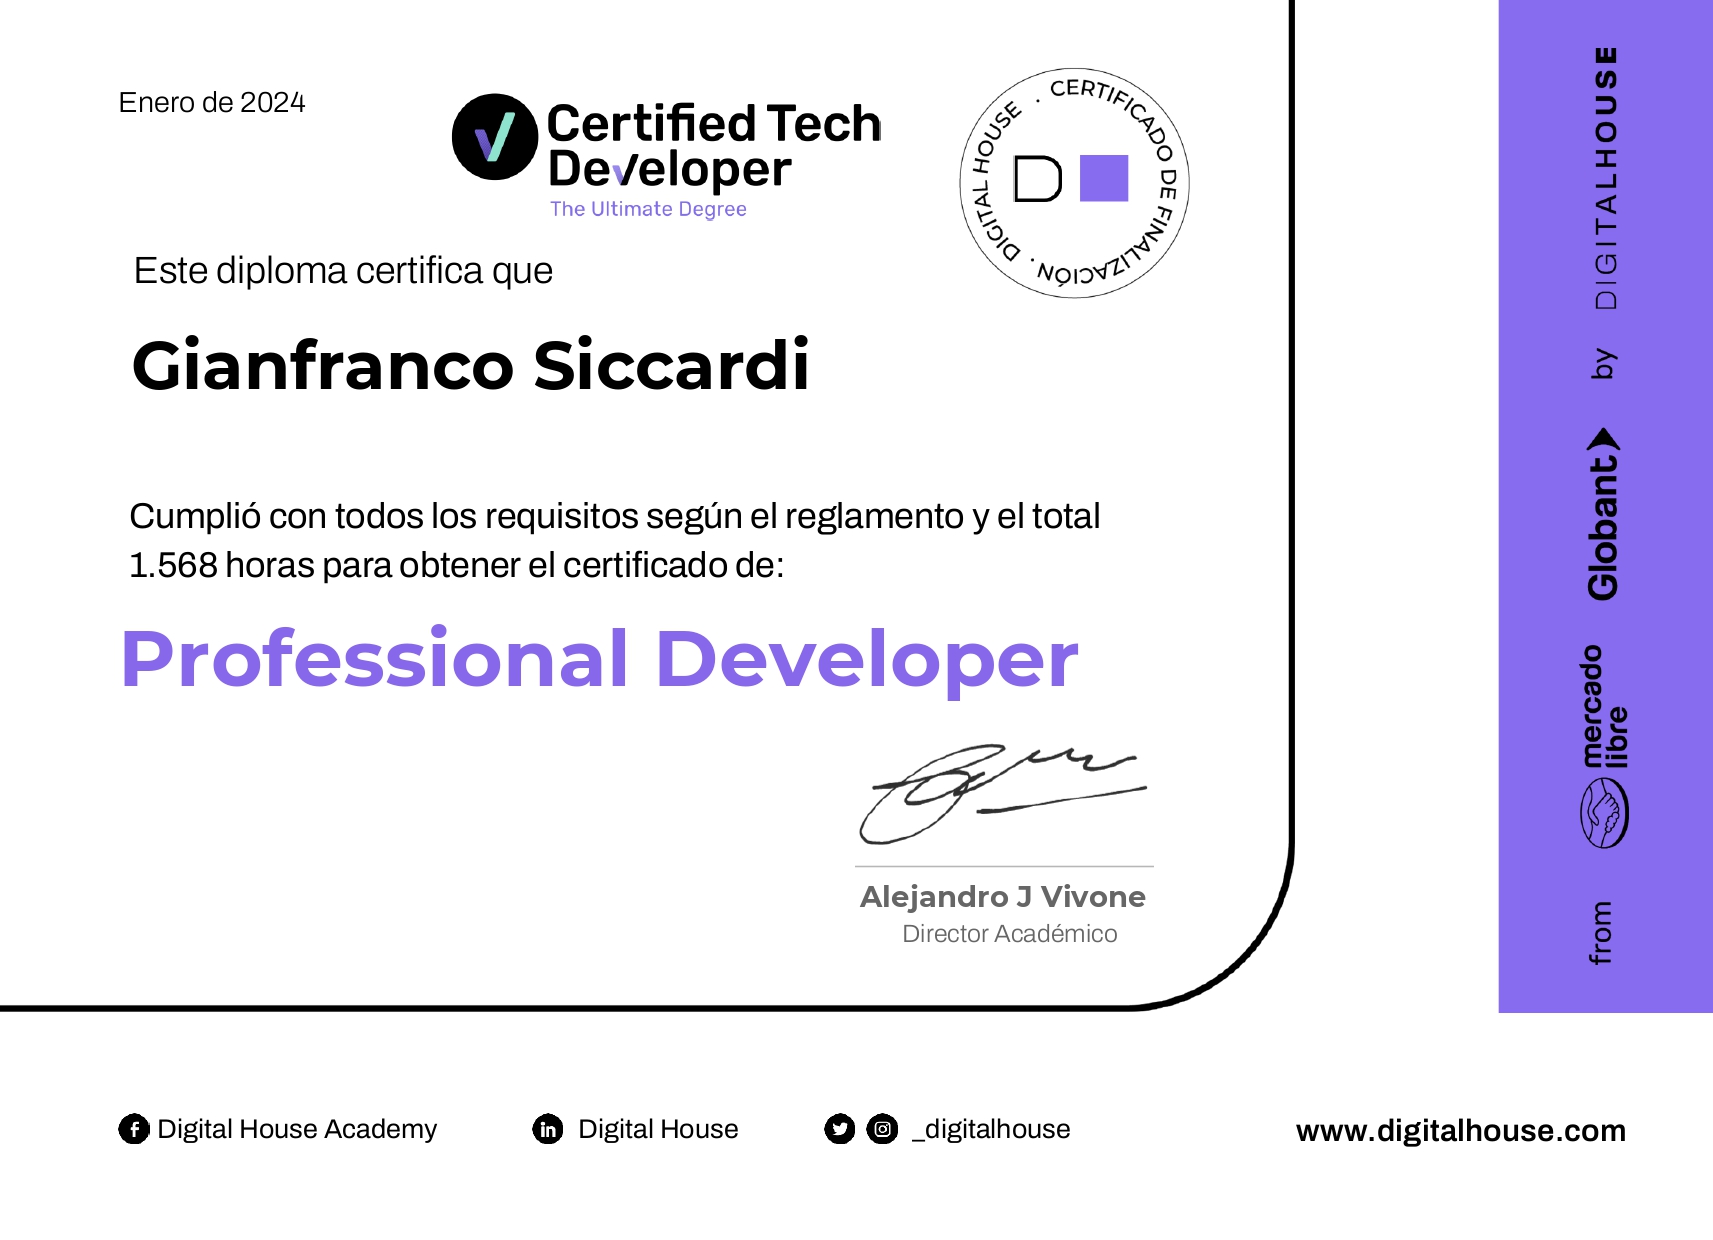 Enero de 2024
Certified Tech
Developer
The Ultimate Degree
DIGITAL HOUSE . CERTIFICADO DE FINALIZACIÓN .
D
Este diploma certifica que
Gianfranco Siccardi
Cumplió con todos los requisitos según el reglamento y el total
1.568 horas para obtener el certificado de:
Professional Developer
Alejandro J Vivone
Director Académico
from
mercado
libre
Globant
by
DIGITALHOUSE
Digital House Academy
in
Digital House
_digitalhouse
www.digitalhouse.com